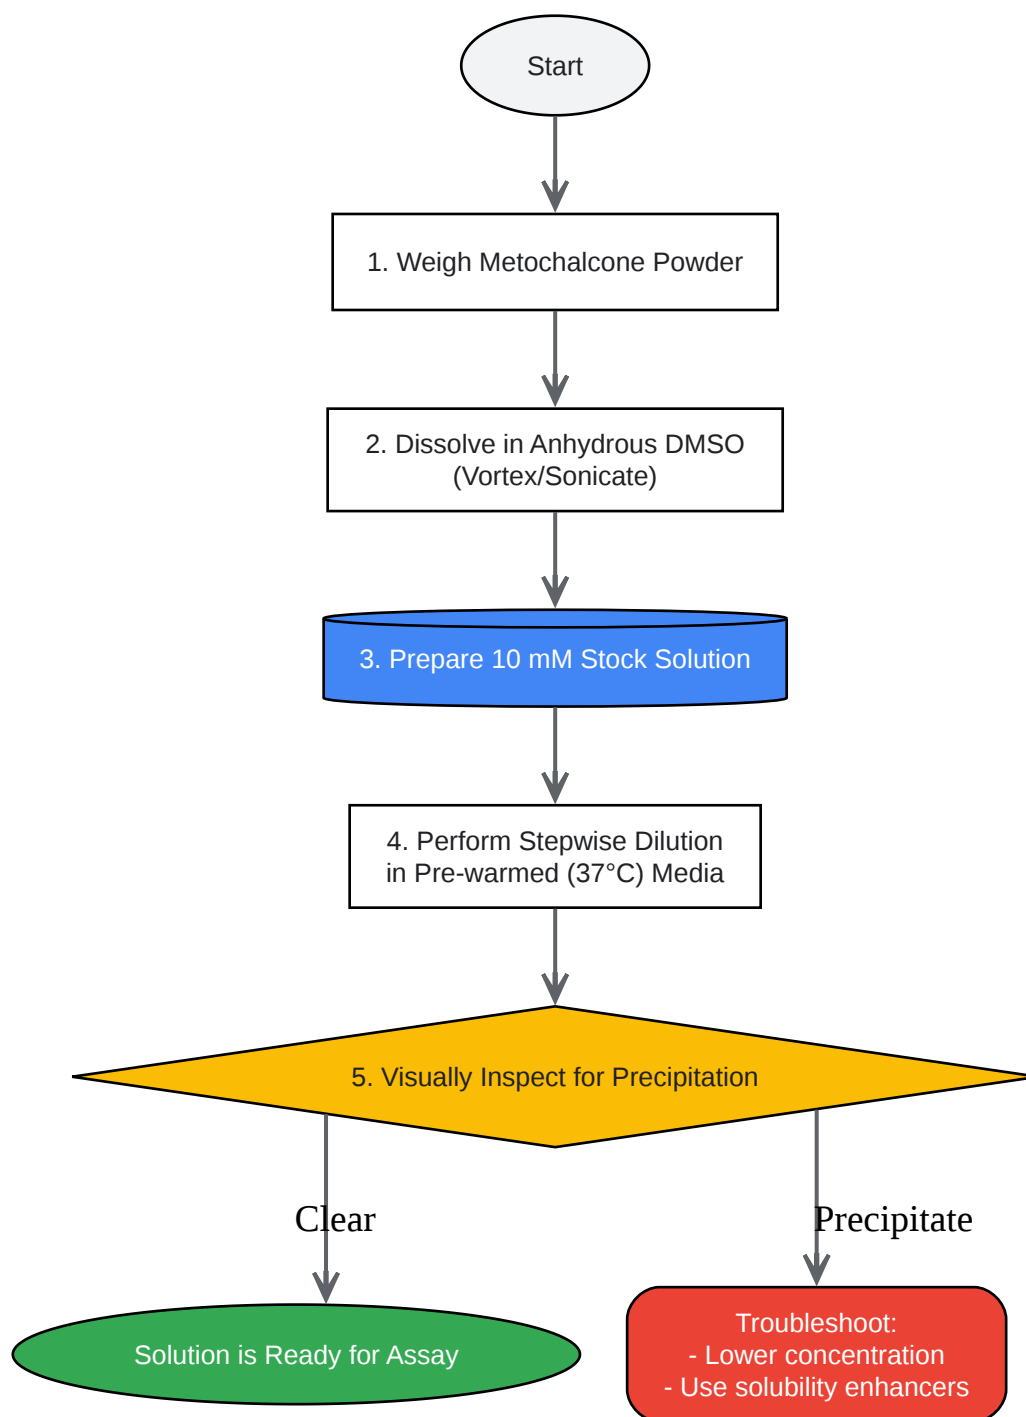 Start
1. Weigh Metochalcone Powder
2. Dissolve in Anhydrous DMSO
(Vortex/Sonicate)
3. Prepare 10 mM Stock Solution
4. Perform Stepwise Dilution
in Pre-warmed (37°C) Media
5. Visually Inspect for Precipitation
Clear
Precipitate
Solution is Ready for Assay
Troubleshoot:
- Lower concentration
- Use solubility enhancers